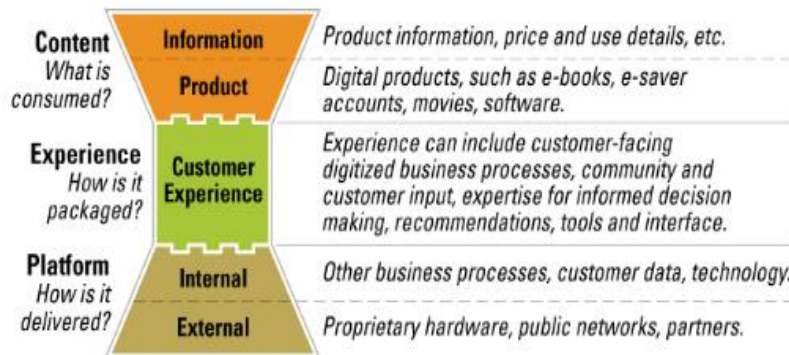 Content
What is
consumed?
Information
Product information, price and use details, etc.
Product
Digital products, such as e-books, e-saver
accounts, movies, software.
Experience
How is it
packaged?
Customer
Experience
Experience can include customer-facing
digitized business processes, community and
customer input, expertise for informed decision
making, recommendations, tools and interface.
Platform
How is it
delivered?
Internal
Other business processes, customer data, technology.
External
Proprietary hardware, public networks, partners.